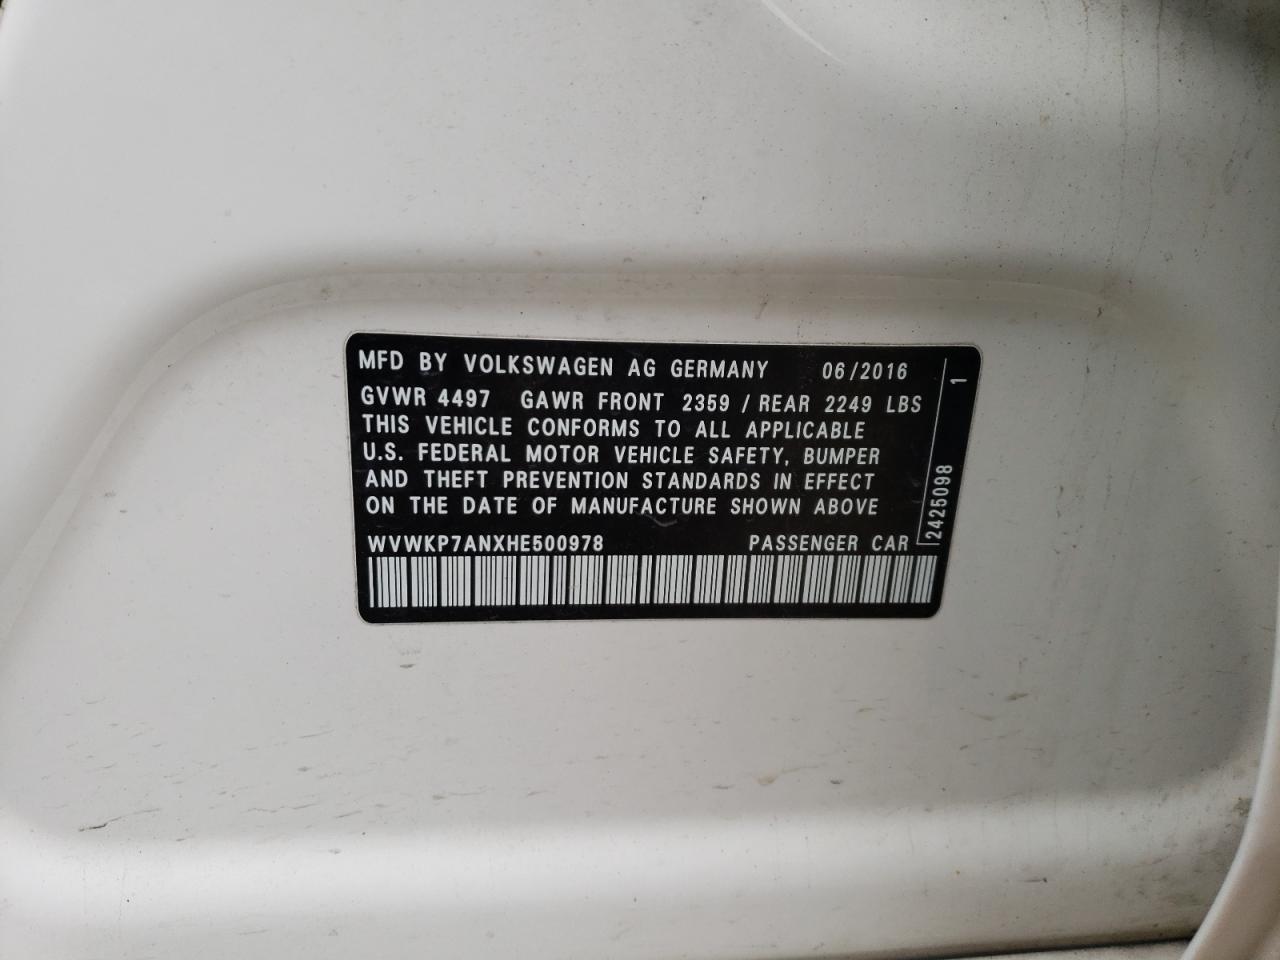 MFD BY VOLKSWAGEN AG GERMANY 06/2016
GVWR 4497 GAWR FRONT 2359 / REAR 2249 LBS
THIS VEHICLE CONFORMS TO ALL APPLICABLE
U.S. FEDERAL MOTOR VEHICLE SAFETY, BUMPER
AND THEFT PREVENTION STANDARDS IN EFFECT
ON THE DATE OF MANUFACTURE SHOWN ABOVE
WVWKP7ANXHE500978 PASSENGER CAR
2425098 1